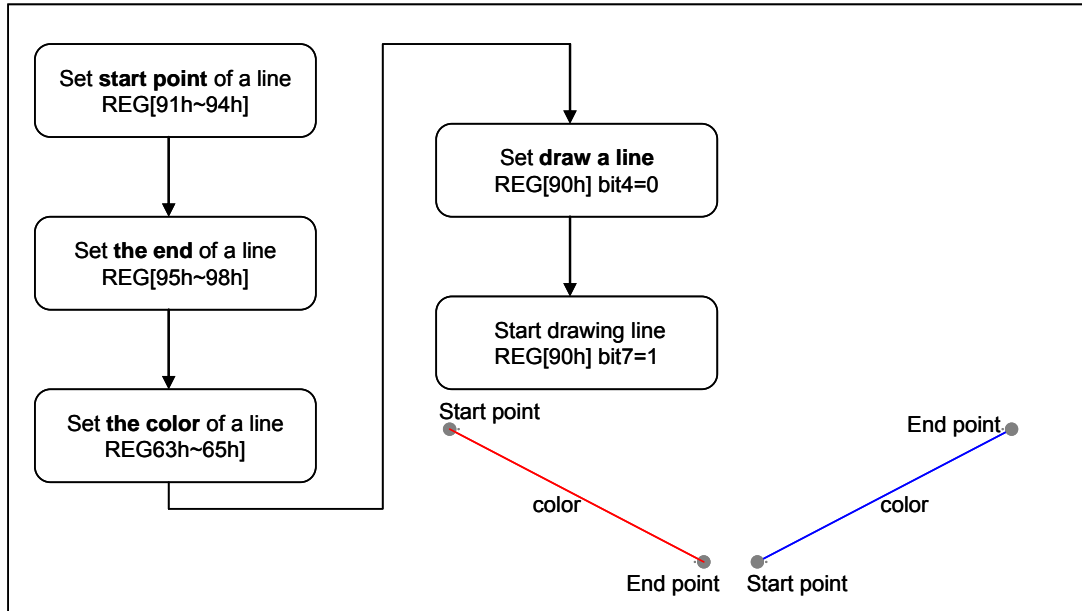 Set start point of a line
REG[91h~94h]
Set the end of a line
REG[95h~98h]
Set the color of a line
REG63h~65h]
Set draw a line
REG[90h] bit4=0
Start drawing line
REG[90h] bit7=1
Start point
color
End point
End point
color
Start point